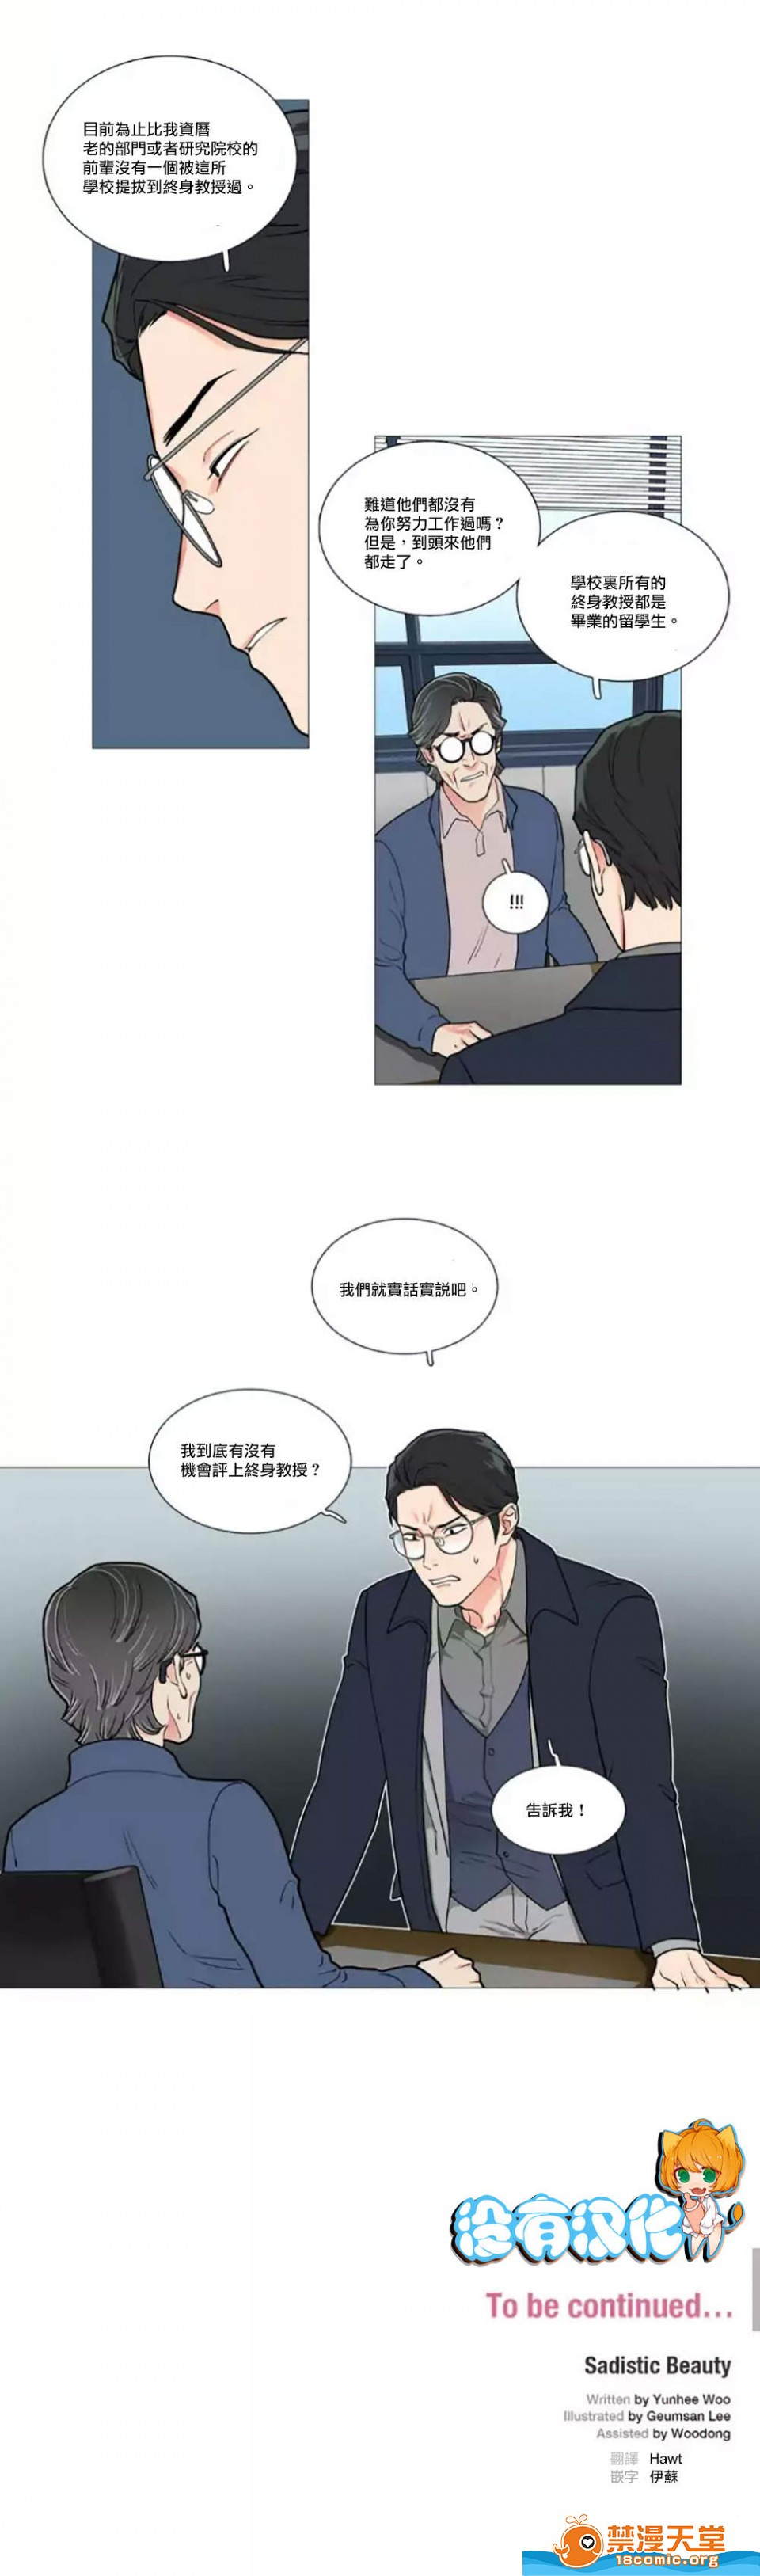 目前為止比我資曆
老的部門或者研究院校的
前輩沒有一個被這所
學校提拔到終身教授過。
難道他們都沒有
為你努力工作過嗎？
但是，到頭來他們
都走了。
學校裏所有的
終身教授都是
畢業的留學生。
!!!
我們就實話實説吧。
我到底有沒有
機會評上終身教授？
告訴我！
没有汉化
To be continued...
Sadistic Beauty
Written by Yunhee Woo
Illustrated by Geumsan Lee
Assisted by Woodong
翻譯 Hawt
嵌字 伊蘇
禁漫天堂
18comic.org